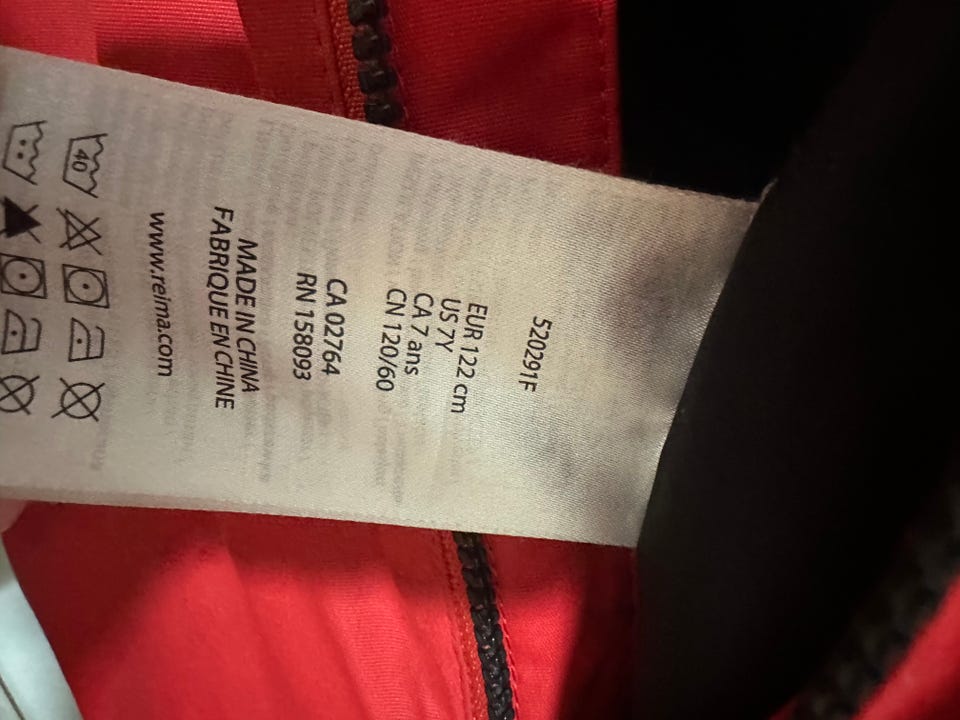 520291F
EUR 122 cm
US 7Y
CA 7 ans
CN 120/60
CA 02764
RN 158093
MADE IN CHINA
FABRIQUE EN CHINE
www.reima.com
40